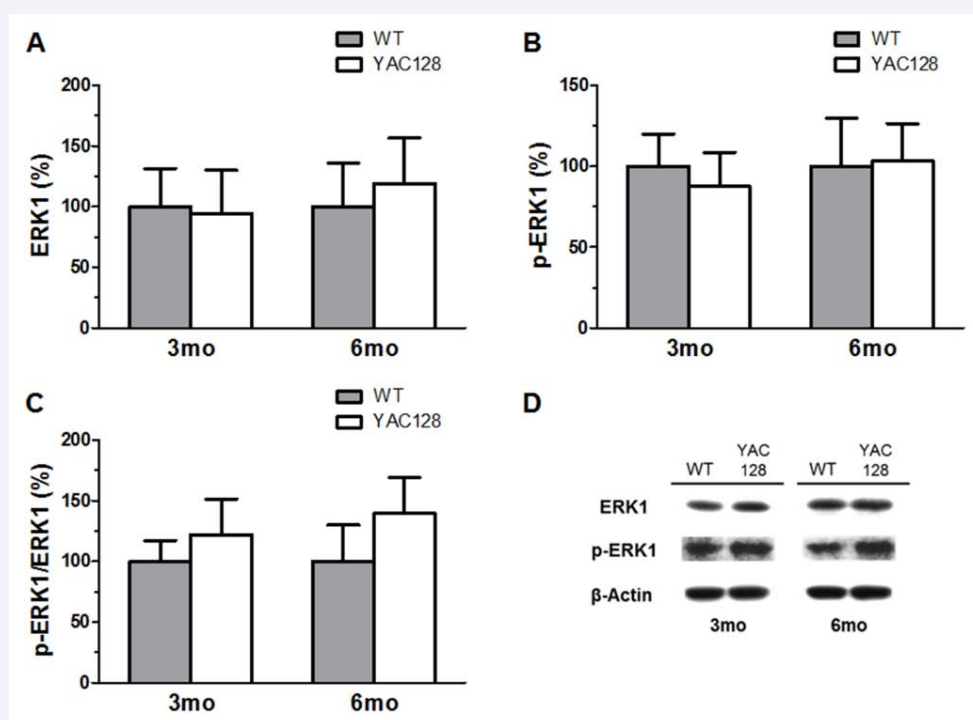 A
WT
YAC128
ERK1 (%)
200
150
100
50
0
3mo 6mo
B
WT
YAC128
p-ERK1 (%)
150
100
50
0
3mo 6mo
C
WT
YAC128
p-ERK1/ERK1 (%)
200
150
100
50
0
3mo 6mo
D
WT YAC 128 WT YAC 128
ERK1
p-ERK1
β-Actin
3mo 6mo